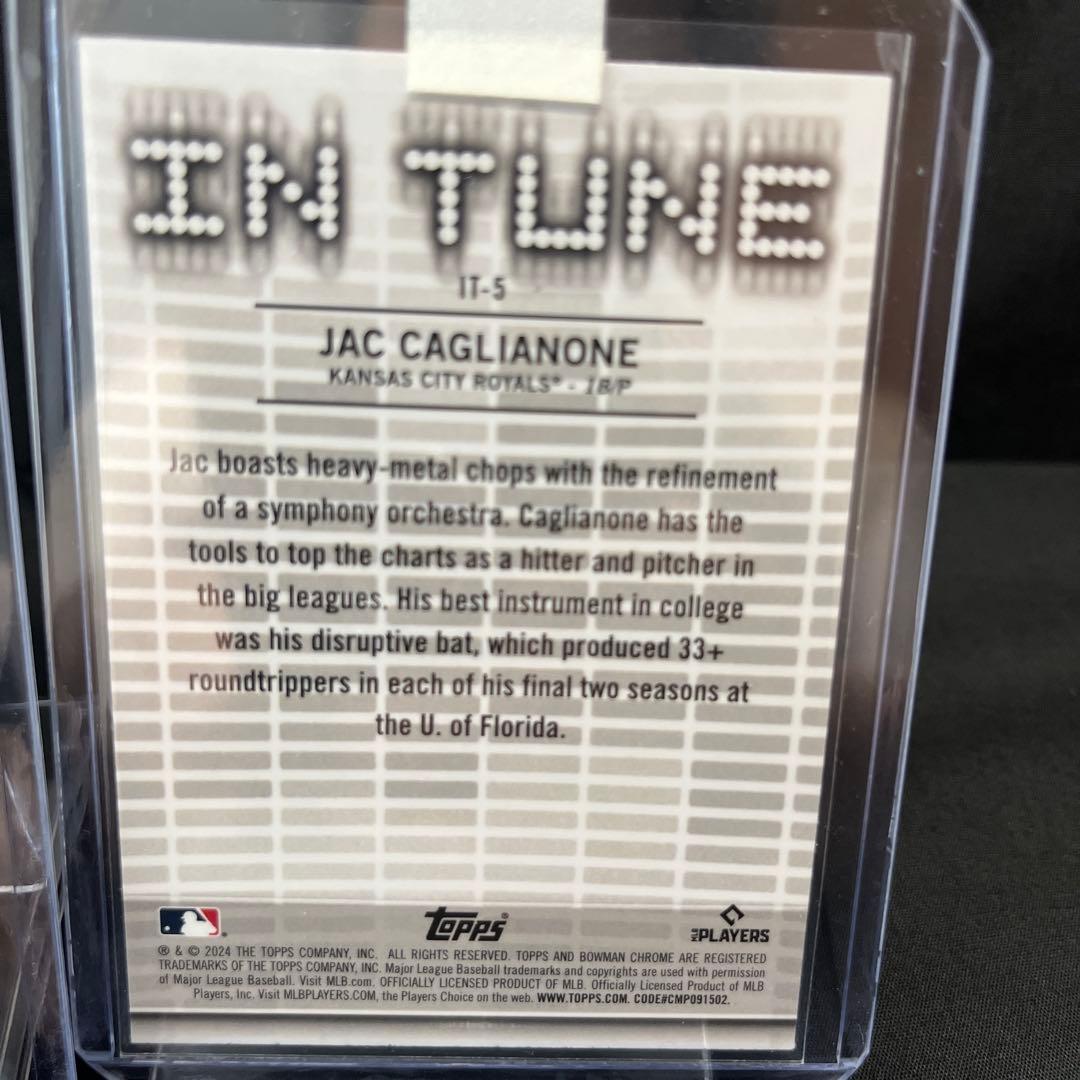 IN TUNE
IT-5
JAC CAGLIANONE
KANSAS CITY ROYALS® - 1B/P
Jac boasts heavy-metal chops with the refinement
of a symphony orchestra. Caglianone has the
tools to top the charts as a hitter and pitcher in
the big leagues. His best instrument in college
was his disruptive bat, which produced 33+
roundtrippers in each of his final two seasons at
the U. of Florida.
topps® MLB PLAYERS
® & © 2024 THE TOPPS COMPANY, INC. ALL RIGHTS RESERVED. TOPPS AND BOWMAN CHROME ARE REGISTERED
TRADEMARKS OF THE TOPPS COMPANY, INC. Major League Baseball trademarks and copyrights are used with permission
of Major League Baseball. Visit MLB.com. OFFICIALLY LICENSED PRODUCT OF MLB. Officially Licensed Product of MLB
Players, Inc. Visit MLBPLAYERS.COM, the Players Choice on the web. WWW.TOPPS.COM. CODE#CMP091502.